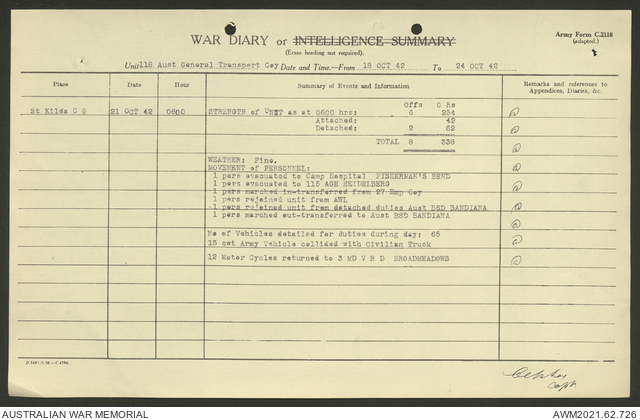 WAR DIARY or INTELLIGENCE SUMMARY
(Erase heading not required).
Army Form C.2118
(adapted.)
Unit 118 Aust General Transport Coy Date and Time.—From 18 OCT 42 To 24 OCT 42
Place Date Hour Summary of Events and Information Remarks and references to Appendices, Diaries, &c.
St Kilda C G 21 OCT 42 0600 STRENGTH of UNIT as at 0600 hrs: Offs O Rs
6 234
Attached: 42
Detached: 2 62
TOTAL 8 338
WEATHER: Fine.
MOVEMENT of PERSONNEL:
1 pers evacuated to Camp Hospital FISHERMAN'S BEND
1 pers evacuated to 115 AGH HEIDELBERG
1 pers marched in-transferred from 27 Emp Coy
1 pers rejoined unit from AWL
1 pers rejoined unit from detached duties Aust BSD BANDIANA
1 pers marched out-transferred to Aust BSD BANDIANA
No of Vehicles detailed for duties during day: 65
15 cwt Army Vehicle collided with Civilian Truck
12 Motor Cycles returned to 3 MD V R D BROADMEADOWS
Capt
AUSTRALIAN WAR MEMORIAL
AWM2021.62.726